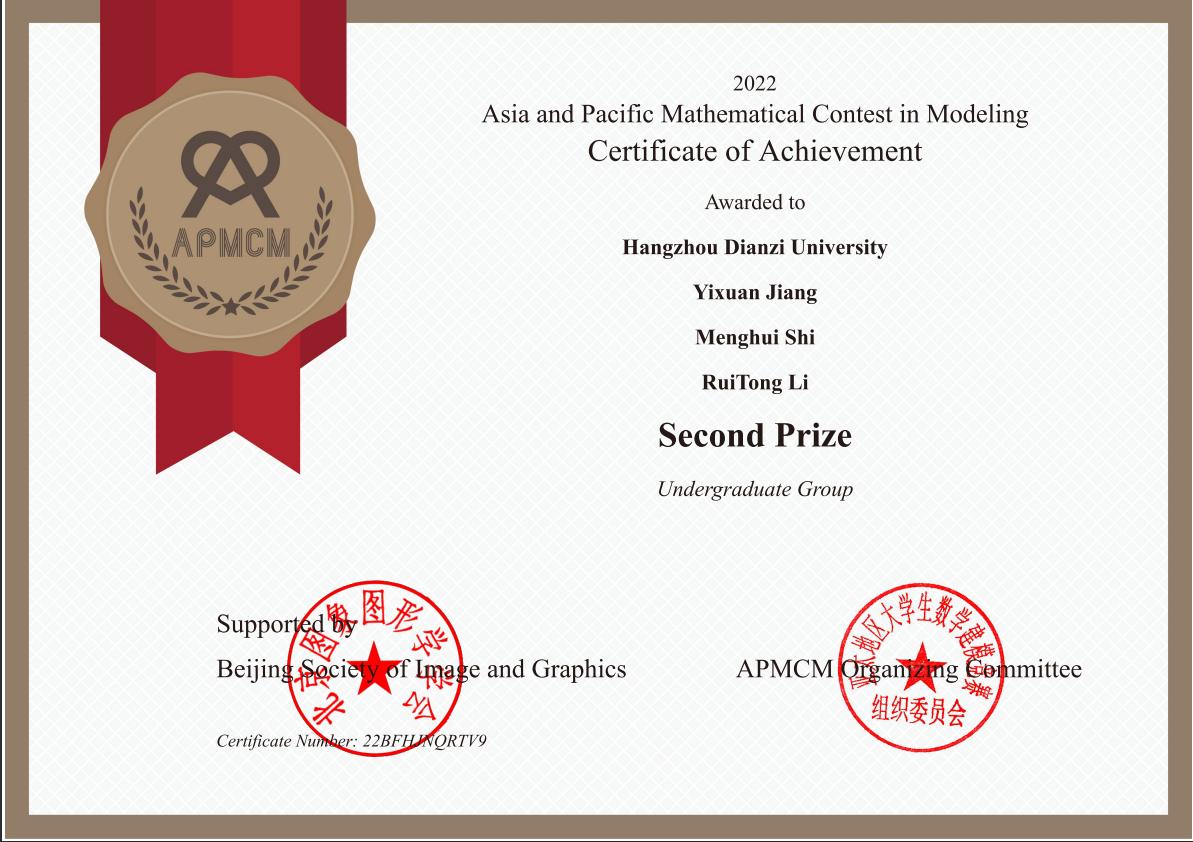 2022
Asia and Pacific Mathematical Contest in Modeling
Certificate of Achievement
APMCM
Awarded to
Hangzhou Dianzi University
Yixuan Jiang
Menghui Shi
RuiTong Li
Second Prize
Undergraduate Group
Supported by
Beijing Society of Image and Graphics
Certificate Number: 22BFHJNQRTV9
北京图象图形学学会
APMCM Organizing Committee
亚太地区大学生数学建模竞赛
组织委员会